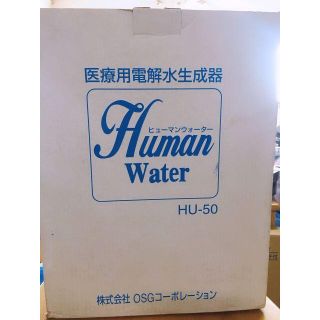 医療用電解水生成器
ヒューマンウォーター
Human
Water
HU-50
株式会社 OSGコーポレーション